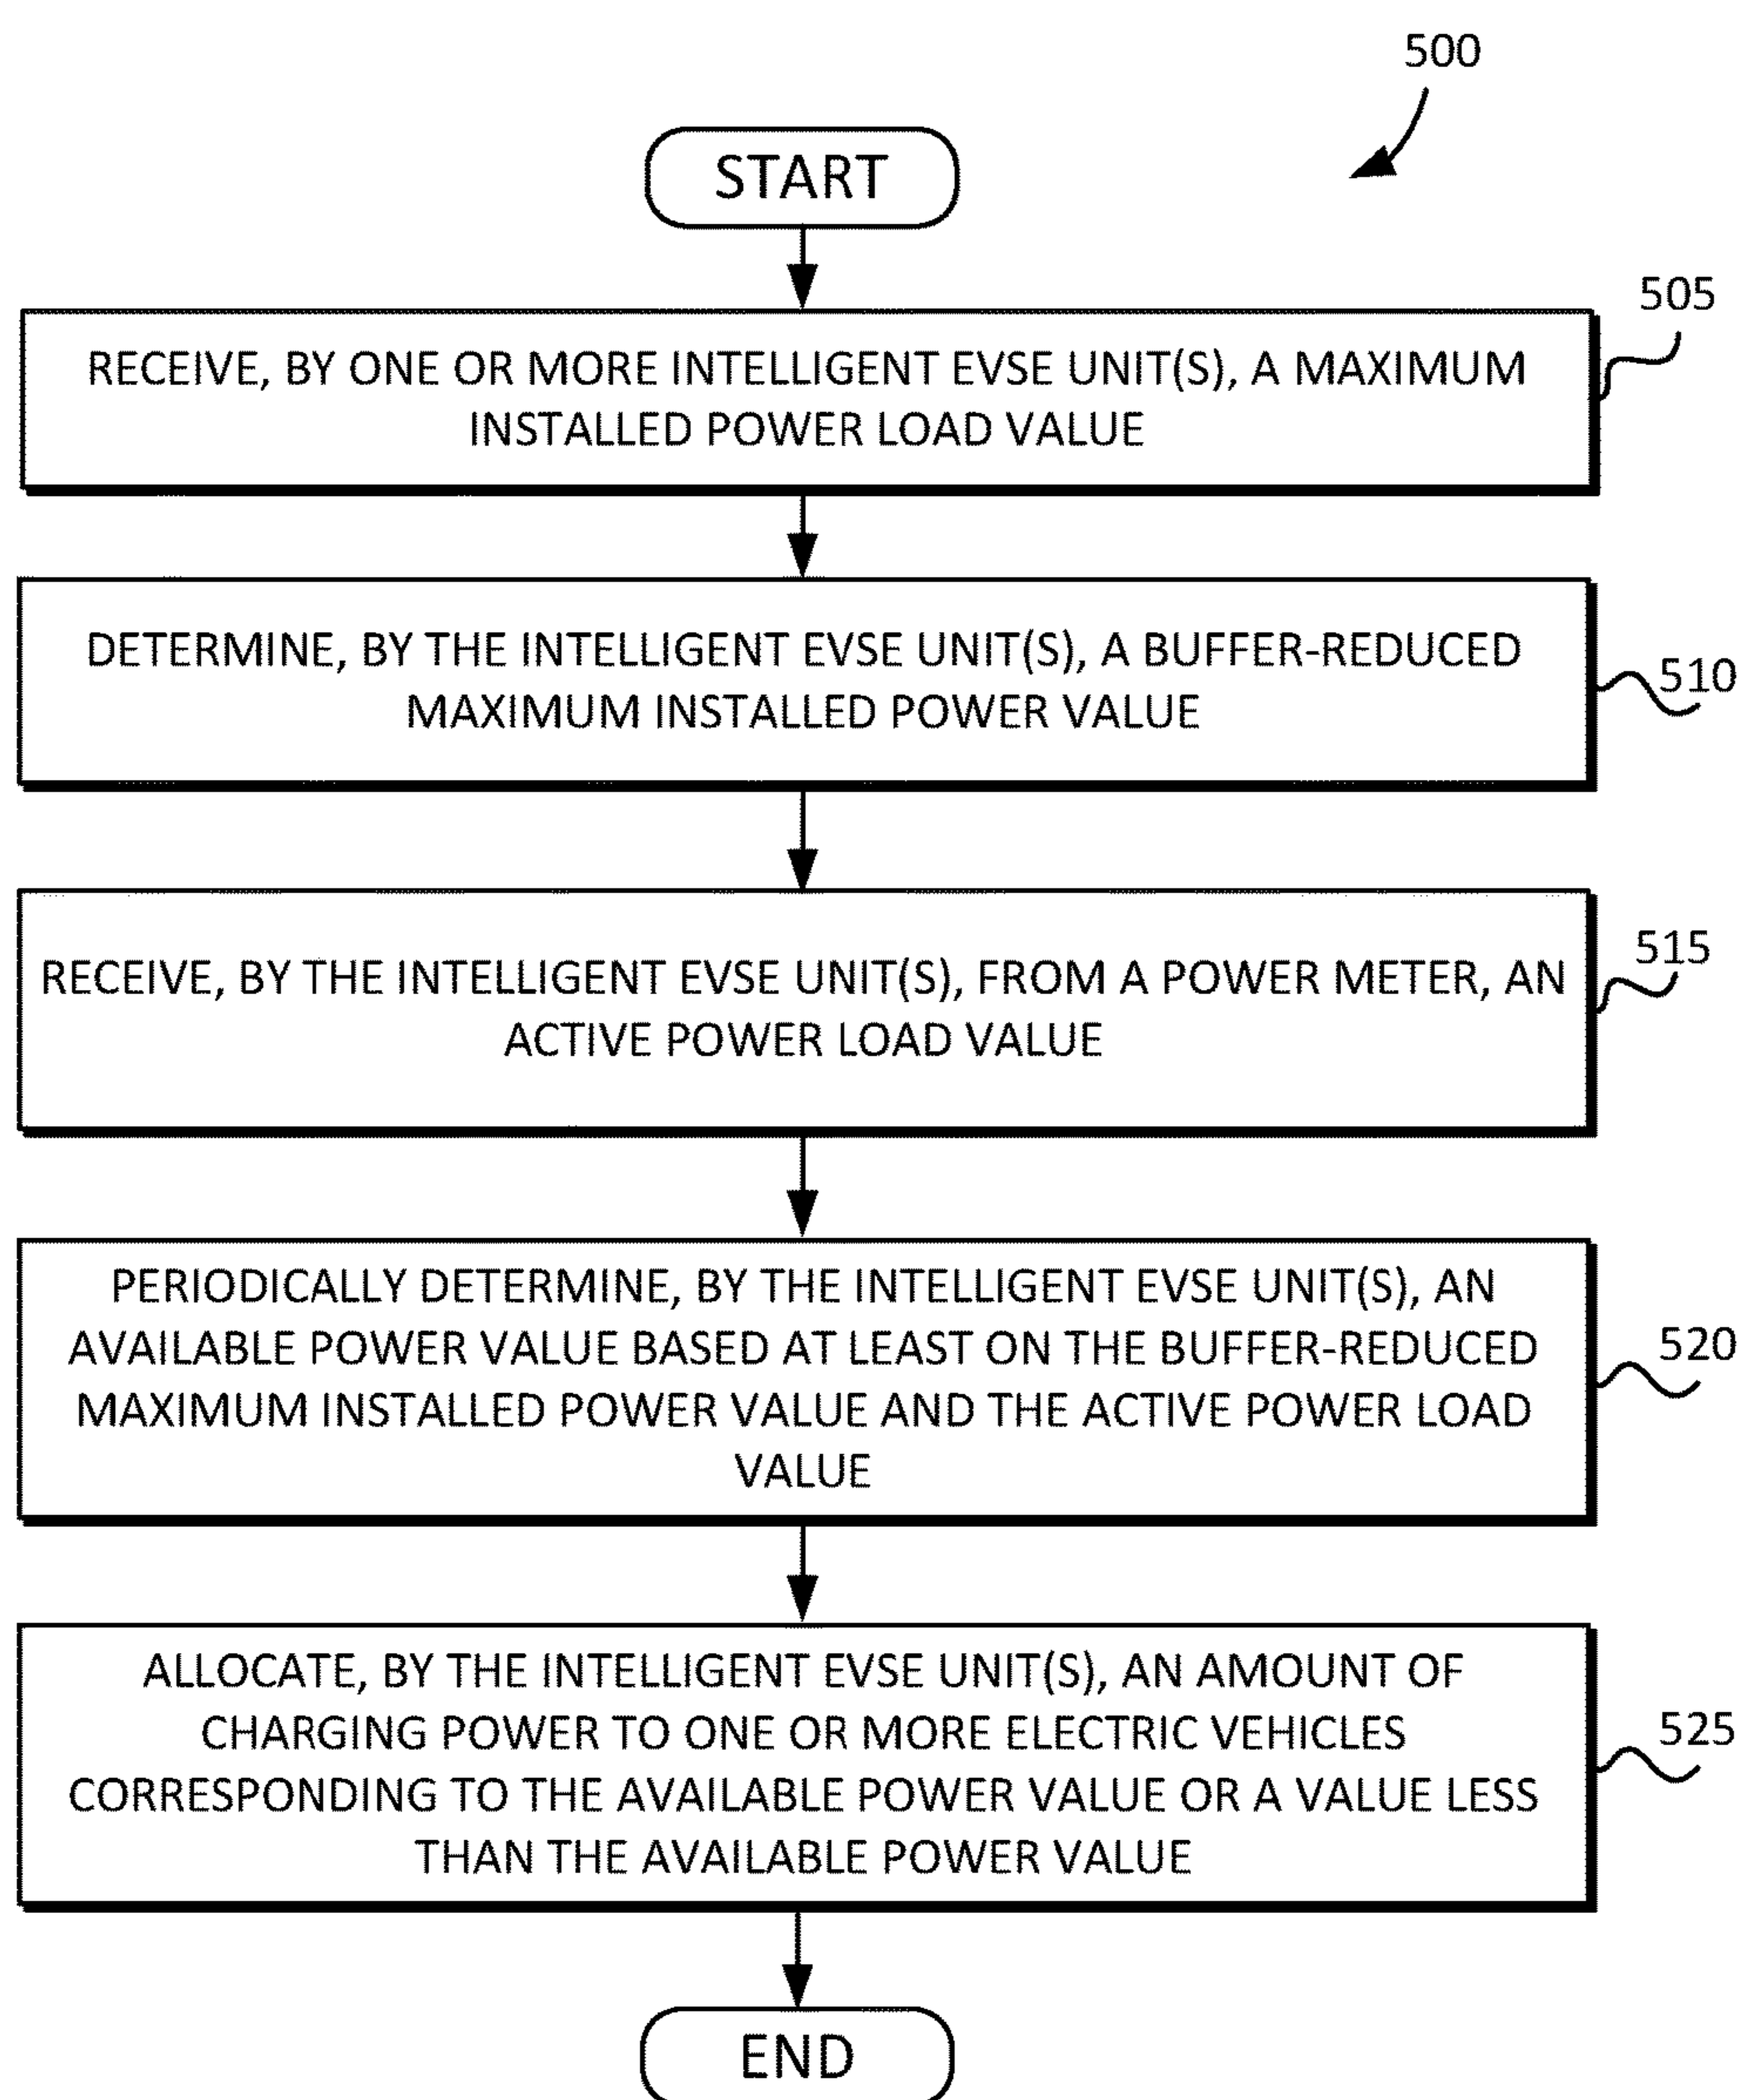 500
START
505
RECEIVE, BY ONE OR MORE INTELLIGENT EVSE UNIT(S), A MAXIMUM
INSTALLED POWER LOAD VALUE
DETERMINE, BY THE INTELLIGENT EVSE UNIT(S), A BUFFER-REDUCED
MAXIMUM INSTALLED POWER VALUE
510
RECEIVE, BY THE INTELLIGENT EVSE UNIT(S), FROM A POWER METER, AN
ACTIVE POWER LOAD VALUE
515
PERIODICALLY DETERMINE, BY THE INTELLIGENT EVSE UNIT(S), AN
AVAILABLE POWER VALUE BASED AT LEAST ON THE BUFFER-REDUCED
MAXIMUM INSTALLED POWER VALUE AND THE ACTIVE POWER LOAD
VALUE
520
ALLOCATE, BY THE INTELLIGENT EVSE UNIT(S), AN AMOUNT OF
CHARGING POWER TO ONE OR MORE ELECTRIC VEHICLES
CORRESPONDING TO THE AVAILABLE POWER VALUE OR A VALUE LESS
THAN THE AVAILABLE POWER VALUE
525
END